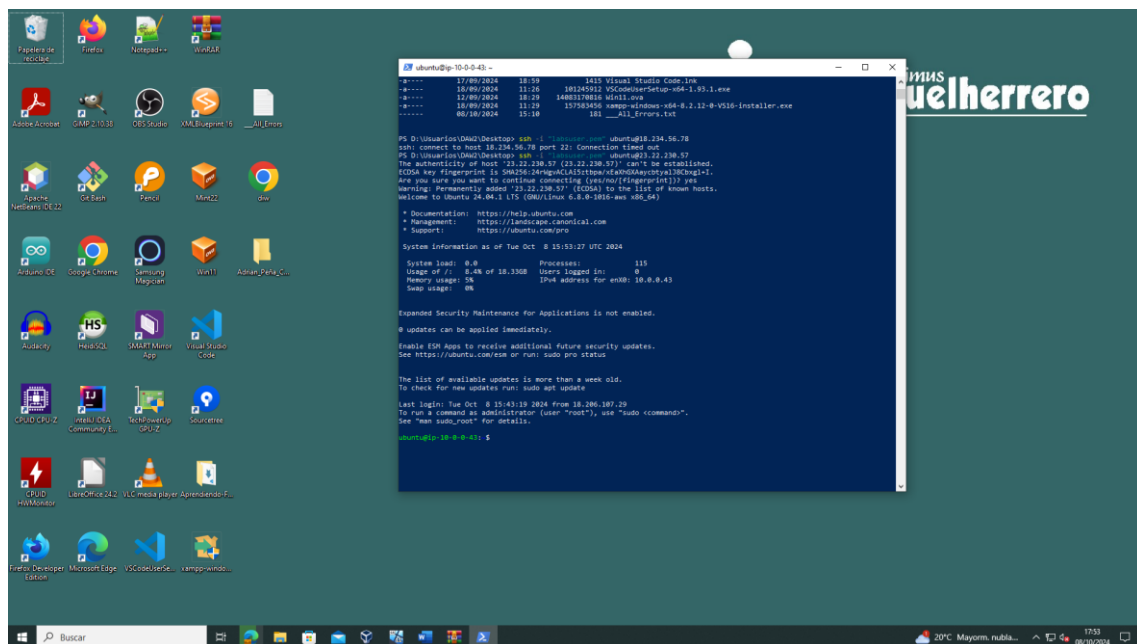 Papelera de
reciclaje
Firefox
Notepad++
WinRAR
Adobe Acrobat
GIMP 2.10.38
OBS Studio
XMLBlueprint 16
__All_Errors
Apache
NetBeans IDE 22
Git Bash
Pencil
Mint22
diw
Arduino IDE
Google Chrome
Samsung
Magician
Win11
Adrian_Peña_C...
Audacity
HeidiSQL
SMART Mirror
App
Visual Studio
Code
CPUID CPU-Z
IntelliJ IDEA
Community E...
TechPowerUp
GPU-Z
Sourcetree
CPUID
HWMonitor
LibreOffice 24.2
VLC media player
Aprendiendo-F...
Firefox Developer
Edition
Microsoft Edge
VSCodeUserSe...
xampp-windo...
imus
uelherrero
ubuntu@ip-10-0-0-43: ~
-a---- 17/09/2024 18:59 1415 Visual Studio Code.lnk
-a---- 18/09/2024 11:26 101245912 VSCodeUserSetup-x64-1.93.1.exe
-a---- 12/09/2024 18:29 14083170816 Win11.ova
-a---- 18/09/2024 11:29 157583456 xampp-windows-x64-8.2.12-0-VS16-installer.exe
------ 08/10/2024 15:10 181 ___All_Errors.txt
PS D:\Usuarios\DAW2\Desktop> ssh -i "labsuser.pem" ubuntu@18.234.56.78
ssh: connect to host 18.234.56.78 port 22: Connection timed out
PS D:\Usuarios\DAW2\Desktop> ssh -i "labsuser.pem" ubuntu@23.22.230.57
The authenticity of host '23.22.230.57 (23.22.230.57)' can't be established.
ECDSA key fingerprint is
Are you sure you want to continue connecting (yes/no/[fingerprint])? yes
Warning: Permanently added '23.22.230.57' (ECDSA) to the list of known hosts.
Welcome to Ubuntu 24.04.1 LTS (GNU/Linux 6.8.0-1016-aws x86_64)
* Documentation: https://help.ubuntu.com
* Management: https://landscape.canonical.com
* Support: https://ubuntu.com/pro
System information as of Tue Oct 8 15:53:27 UTC 2024
System load: 0.0 Processes: 115
Usage of /: 8.4% of 18.33GB Users logged in: 0
Memory usage: 5% IPv4 address for enX0: 10.0.0.43
Swap usage: 0%
Expanded Security Maintenance for Applications is not enabled.
0 updates can be applied immediately.
Enable ESM Apps to receive additional future security updates.
See https://ubuntu.com/esm or run: sudo pro status
The list of available updates is more than a week old.
To check for new updates run: sudo apt update
Last login: Tue Oct 8 15:43:19 2024 from 18.206.107.29
To run a command as administrator (user "root"), use "sudo <command>".
See "man sudo_root" for details.
ubuntu@ip-10-0-0-43: $
Buscar
20°C Mayorm. nubla...
17:53
08/10/2024